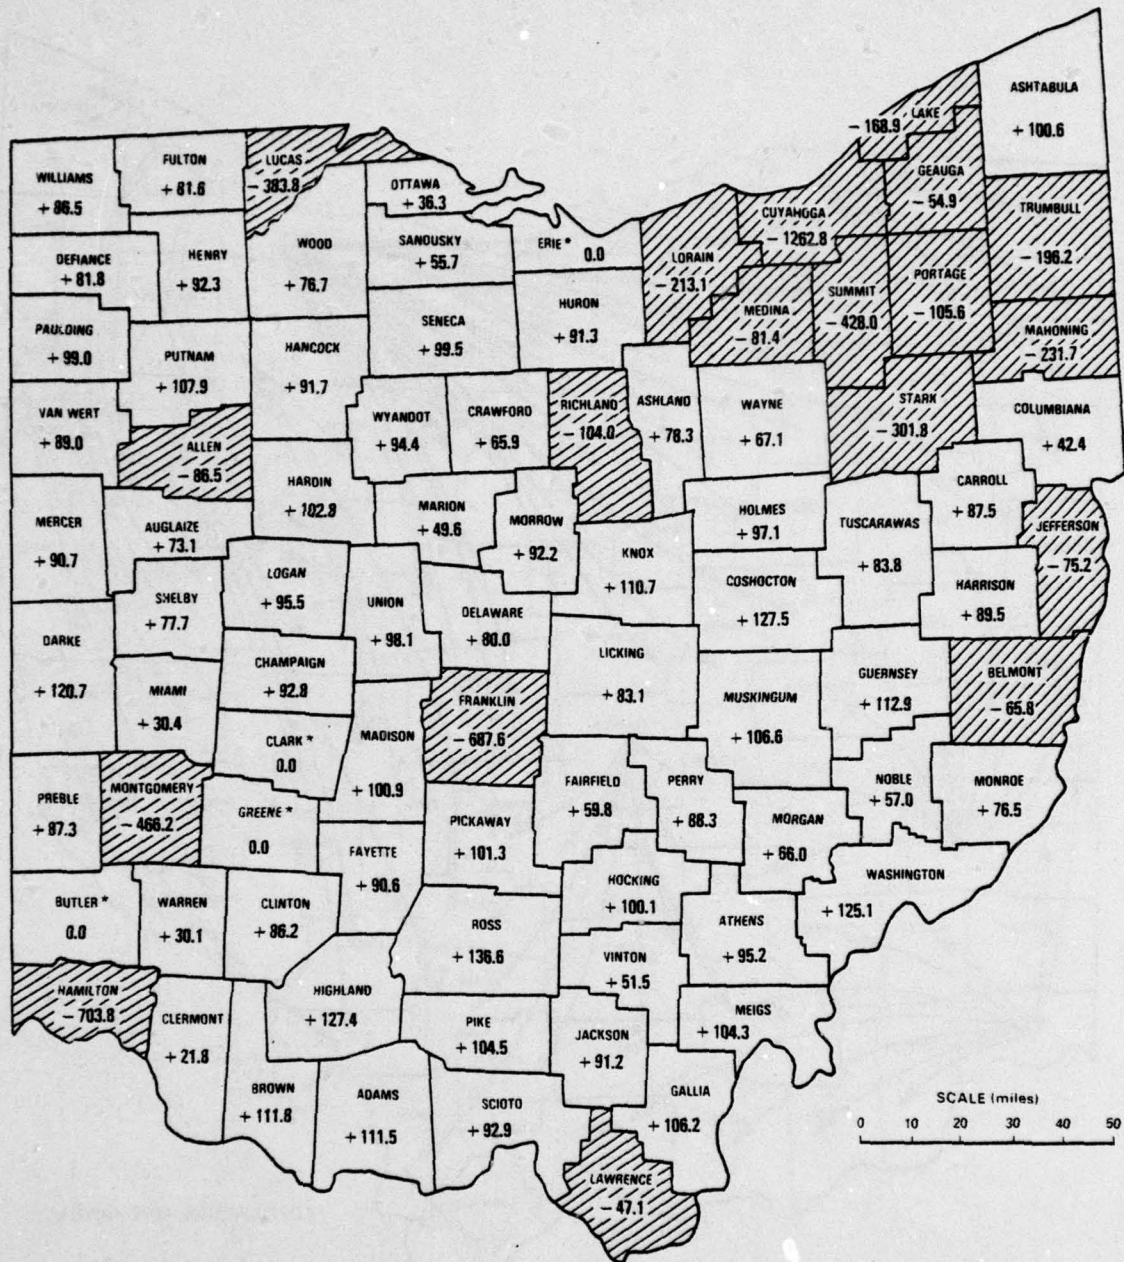 ASHTABULA
+ 100.6
LAKE
- 168.9
GEAUGA
- 54.9
WILLIAMS
+ 86.5
FULTON
+ 81.6
LUCAS
- 383.8
OTTAWA
+ 36.3
CUYAHOGA
- 1262.8
TRUMBULL
- 196.2
DEFIANCE
+ 81.8
HENRY
+ 92.3
WOOD
+ 76.7
SANDUSKY
+ 55.7
ERIE *
0.0
LORAIN
- 213.1
MEDINA
- 81.4
SUMMIT
- 428.0
PORTAGE
- 105.6
MAHONING
- 231.7
PAULDING
+ 99.0
PUTNAM
+ 107.9
HANCOCK
+ 91.7
SENECA
+ 99.5
HURON
+ 91.3
VAN WERT
+ 89.0
ALLEN
- 86.5
WYANDOT
+ 94.4
CRAWFORD
+ 65.9
RICHLAND
- 104.0
ASHLAND
+ 78.3
WAYNE
+ 67.1
STARK
- 301.8
COLUMBIANA
+ 42.4
HARDIN
+ 102.8
MARION
+ 49.6
MORROW
+ 92.2
HOLMES
+ 97.1
TUSCARAWAS
+ 83.8
CARROLL
+ 87.5
JEFFERSON
- 75.2
MERCER
+ 90.7
AUGLAIZE
+ 73.1
LOGAN
+ 95.5
UNION
+ 98.1
DELAWARE
+ 80.0
KNOX
+ 110.7
COSHOCTON
+ 127.5
HARRISON
+ 89.5
SHELBY
+ 77.7
DARKE
+ 120.7
MIAMI
+ 30.4
CHAMPAIGN
+ 92.8
LICKING
+ 83.1
MUSKINGUM
+ 106.6
GUERNSEY
+ 112.9
BELMONT
- 65.8
CLARK *
0.0
MADISON
+ 100.9
FRANKLIN
- 687.6
FAIRFIELD
+ 59.8
PERRY
+ 88.3
NOBLE
+ 57.0
MONROE
+ 76.5
PREBLE
+ 87.3
MONTGOMERY
- 466.2
GREENE *
0.0
FAYETTE
+ 90.6
PICKAWAY
+ 101.3
MORGAN
+ 66.0
WASHINGTON
+ 125.1
BUTLER *
0.0
WARREN
+ 30.1
CLINTON
+ 86.2
ROSS
+ 136.6
HOCKING
+ 100.1
ATHENS
+ 95.2
VINTON
+ 51.5
HAMILTON
- 703.8
CLERMONT
+ 21.8
HIGHLAND
+ 127.4
PIKE
+ 104.5
JACKSON
+ 91.2
MEIGS
+ 104.3
BROWN
+ 111.8
ADAMS
+ 111.5
SCIOTO
+ 92.9
GALLIA
+ 106.2
LAWRENCE
- 47.1
SCALE (miles)
0 10 20 30 40 50